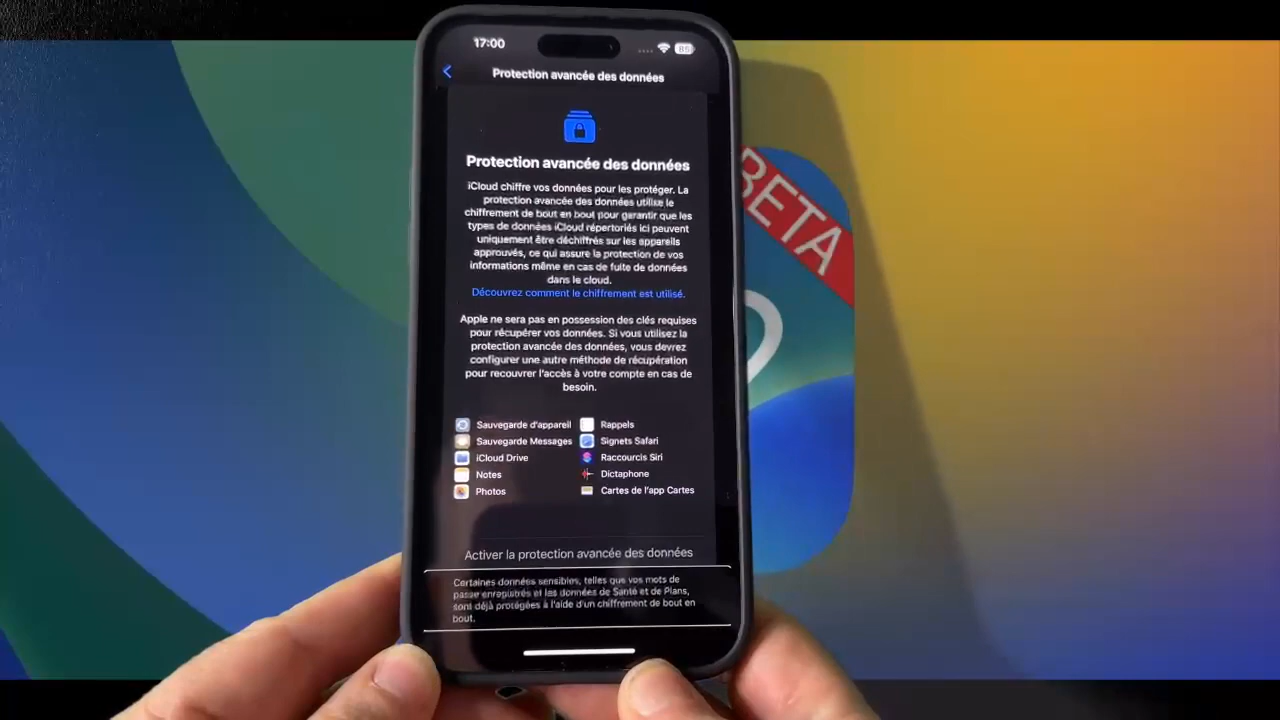 17:00
86
Protection avancée des données
Protection avancée des données
iCloud chiffre vos données pour les protéger. La
protection avancée des données utilise le
chiffrement de bout en bout pour garantir que les
types de données iCloud répertoriés ici peuvent
uniquement être déchiffrés sur les appareils
approuvés, ce qui assure la protection de vos
informations même en cas de fuite de données
dans le cloud.
Découvrez comment le chiffrement est utilisé.
Apple ne sera pas en possession des clés requises
pour récupérer vos données. Si vous utilisez la
protection avancée des données, vous devrez
configurer une autre méthode de récupération
pour recouvrer l'accès à votre compte en cas de
besoin.
Sauvegarde d'appareil
Sauvegarde Messages
iCloud Drive
Notes
Photos
Rappels
Signets Safari
Raccourcis Siri
Dictaphone
Cartes de l'app Cartes
Activer la protection avancée des données
Certaines données sensibles, telles que vos mots de
passe enregistrés et les données de Santé et de Plans,
sont déjà protégées à l'aide d'un chiffrement de bout en
bout.
BETA